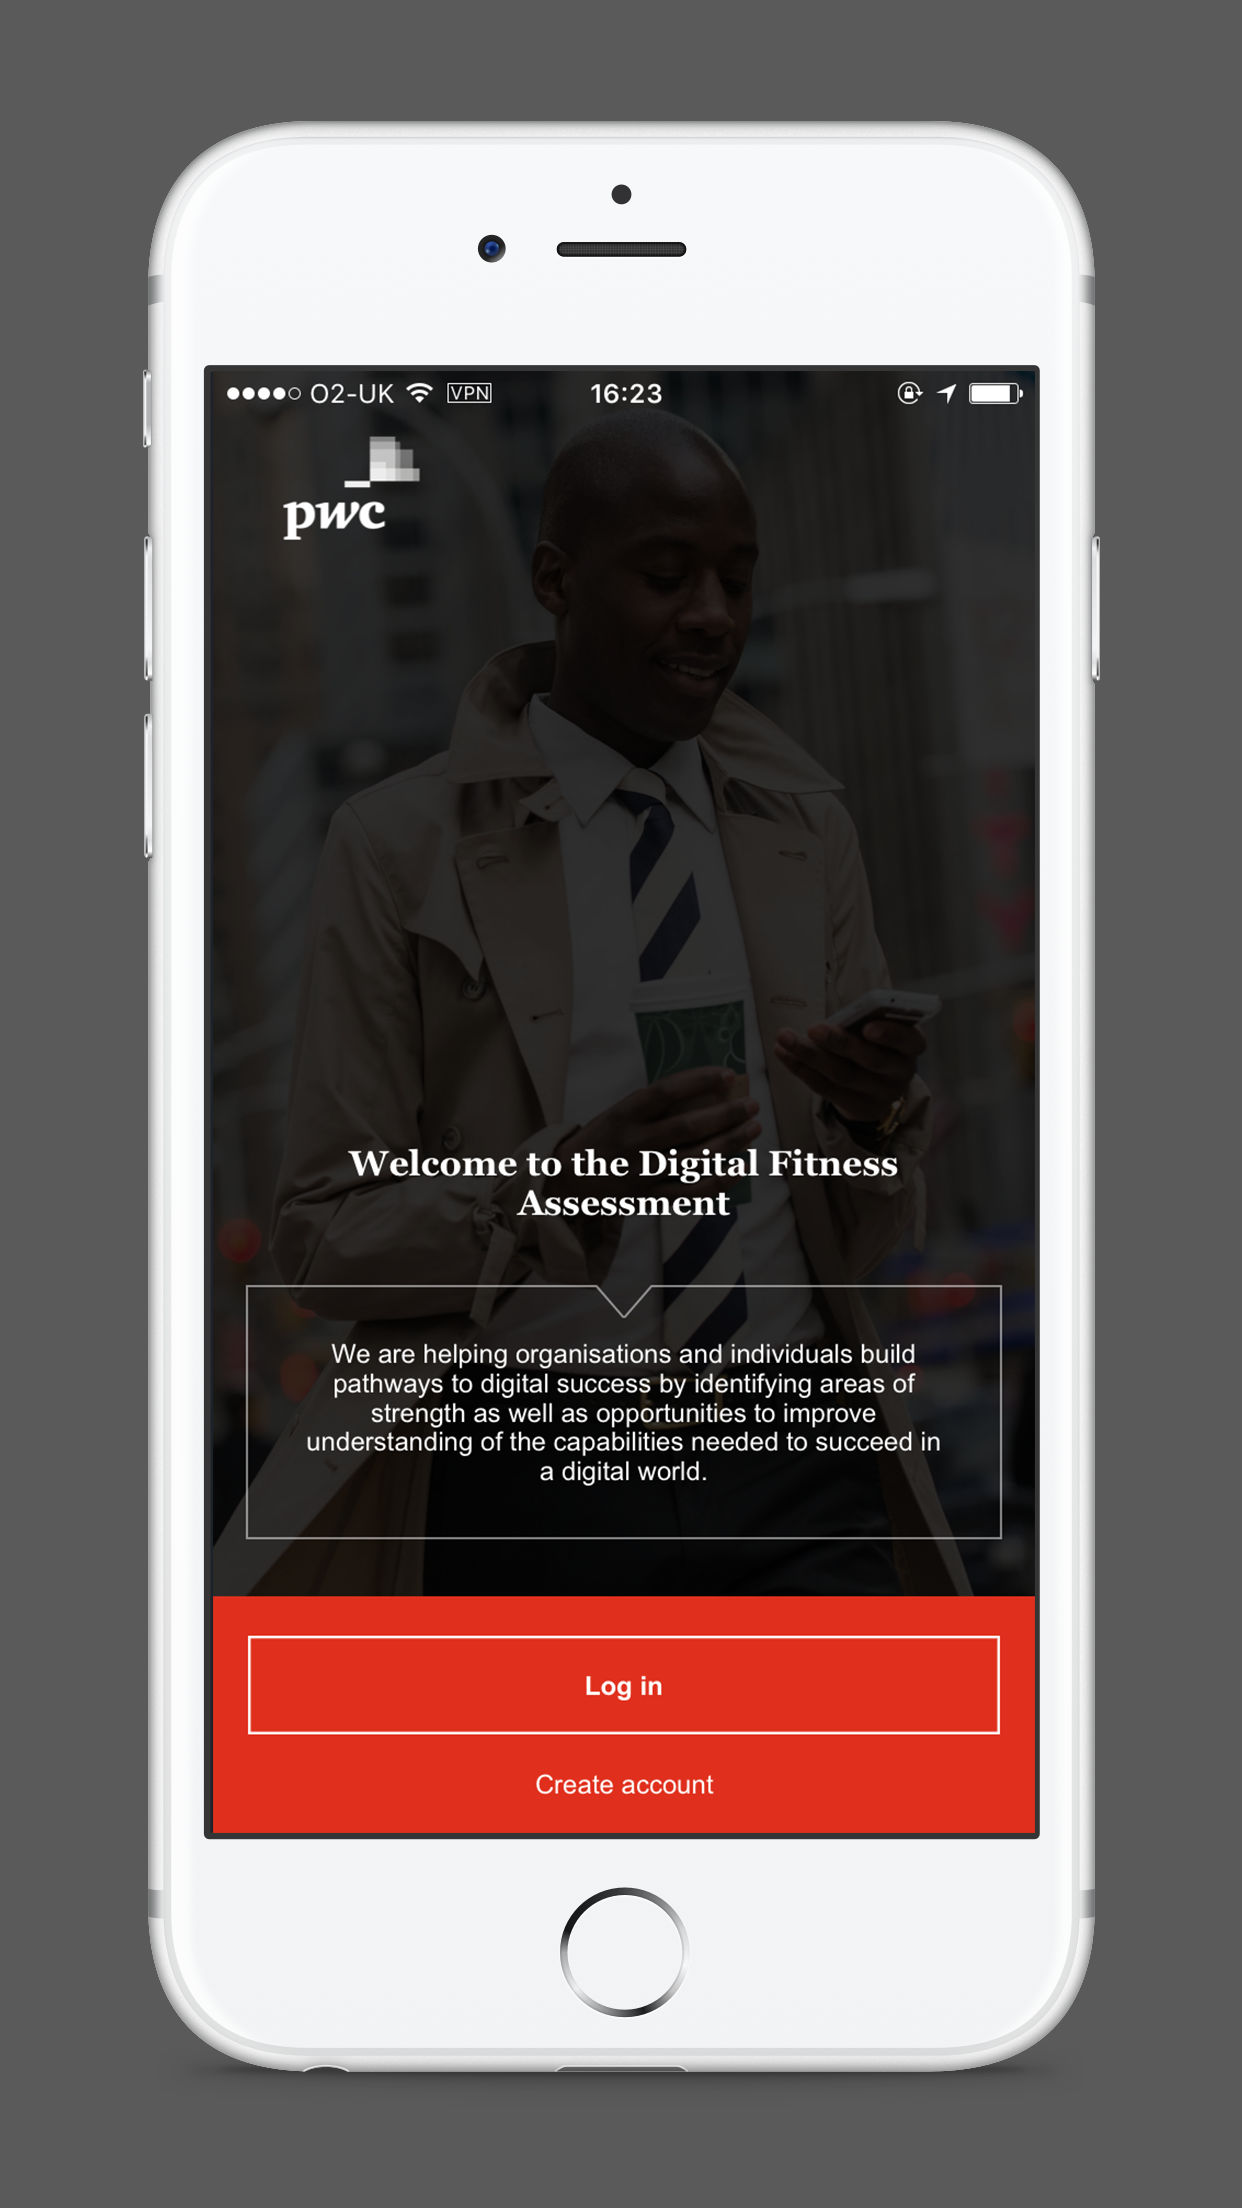 O2-UK VPN 16:23
pwc
Welcome to the Digital Fitness
Assessment
We are helping organisations and individuals build
pathways to digital success by identifying areas of
strength as well as opportunities to improve
understanding of the capabilities needed to succeed in
a digital world.
Log in
Create account